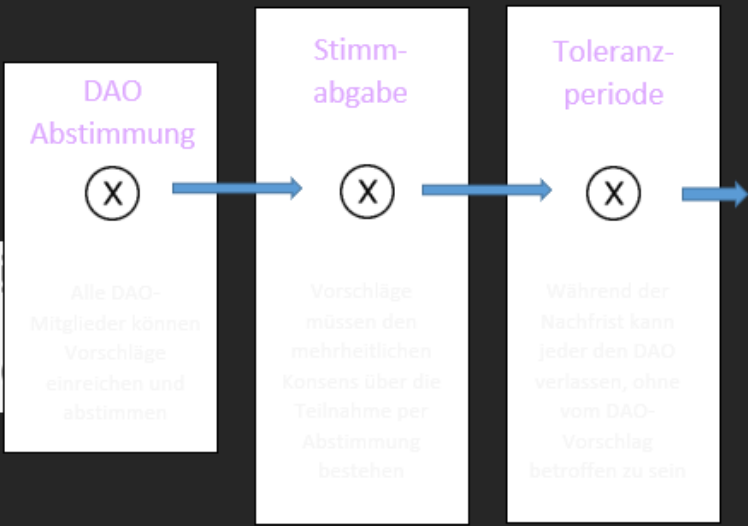 DAO
Abstimmung
X
Alle DAO-
Mitglieder können
Vorschläge
einreichen und
abstimmen
Stimm-
abgabe
X
Vorschläge
müssen den
mehrheitlichen
Konsens über die
Teilnahme per
Abstimmung
bestehen
Toleranz-
periode
X
Während der
Nachfrist kann
jeder den DAO
verlassen, ohne
vom DAO-
Vorschlag
betroffen zu sein